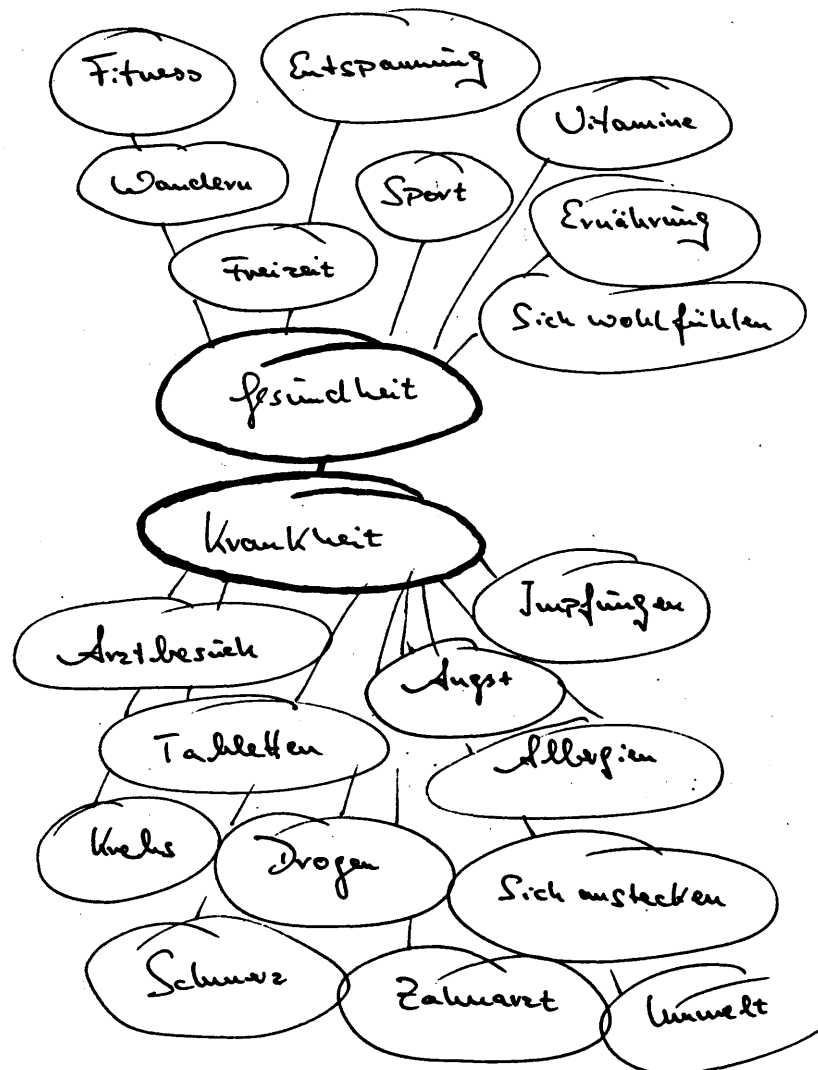 Fitness
Entspannung
Vitamine
Wandern
Sport
Ernährung
Freizeit
Sich wohlfühlen
Gesundheit
Krankheit
Impfungen
Arztbesuch
Angst
Tabletten
Allergien
Krebs
Drogen
Sich anstecken
Schmerz
Zahnarzt
Umwelt